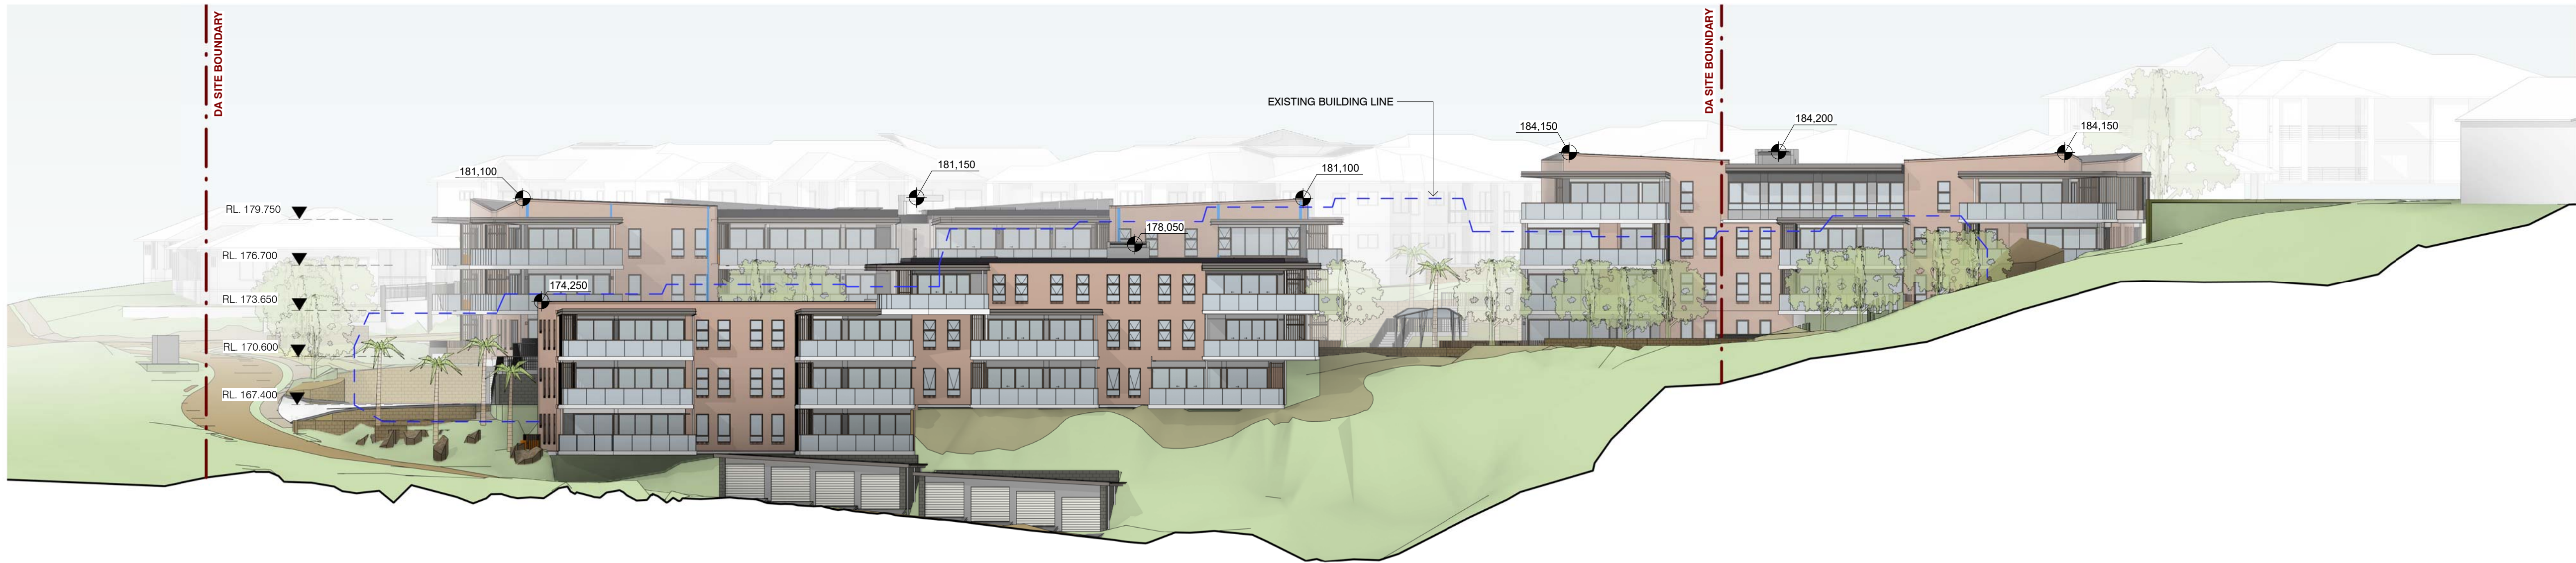 DA SITE BOUNDARY
DA SITE BOUNDARY
EXISTING BUILDING LINE
184,150
184,200
184,150
181,100
181,150
181,100
178,050
174,250
RL. 179.750
RL. 176.700
RL. 173.650
RL. 170.600
RL. 167.400